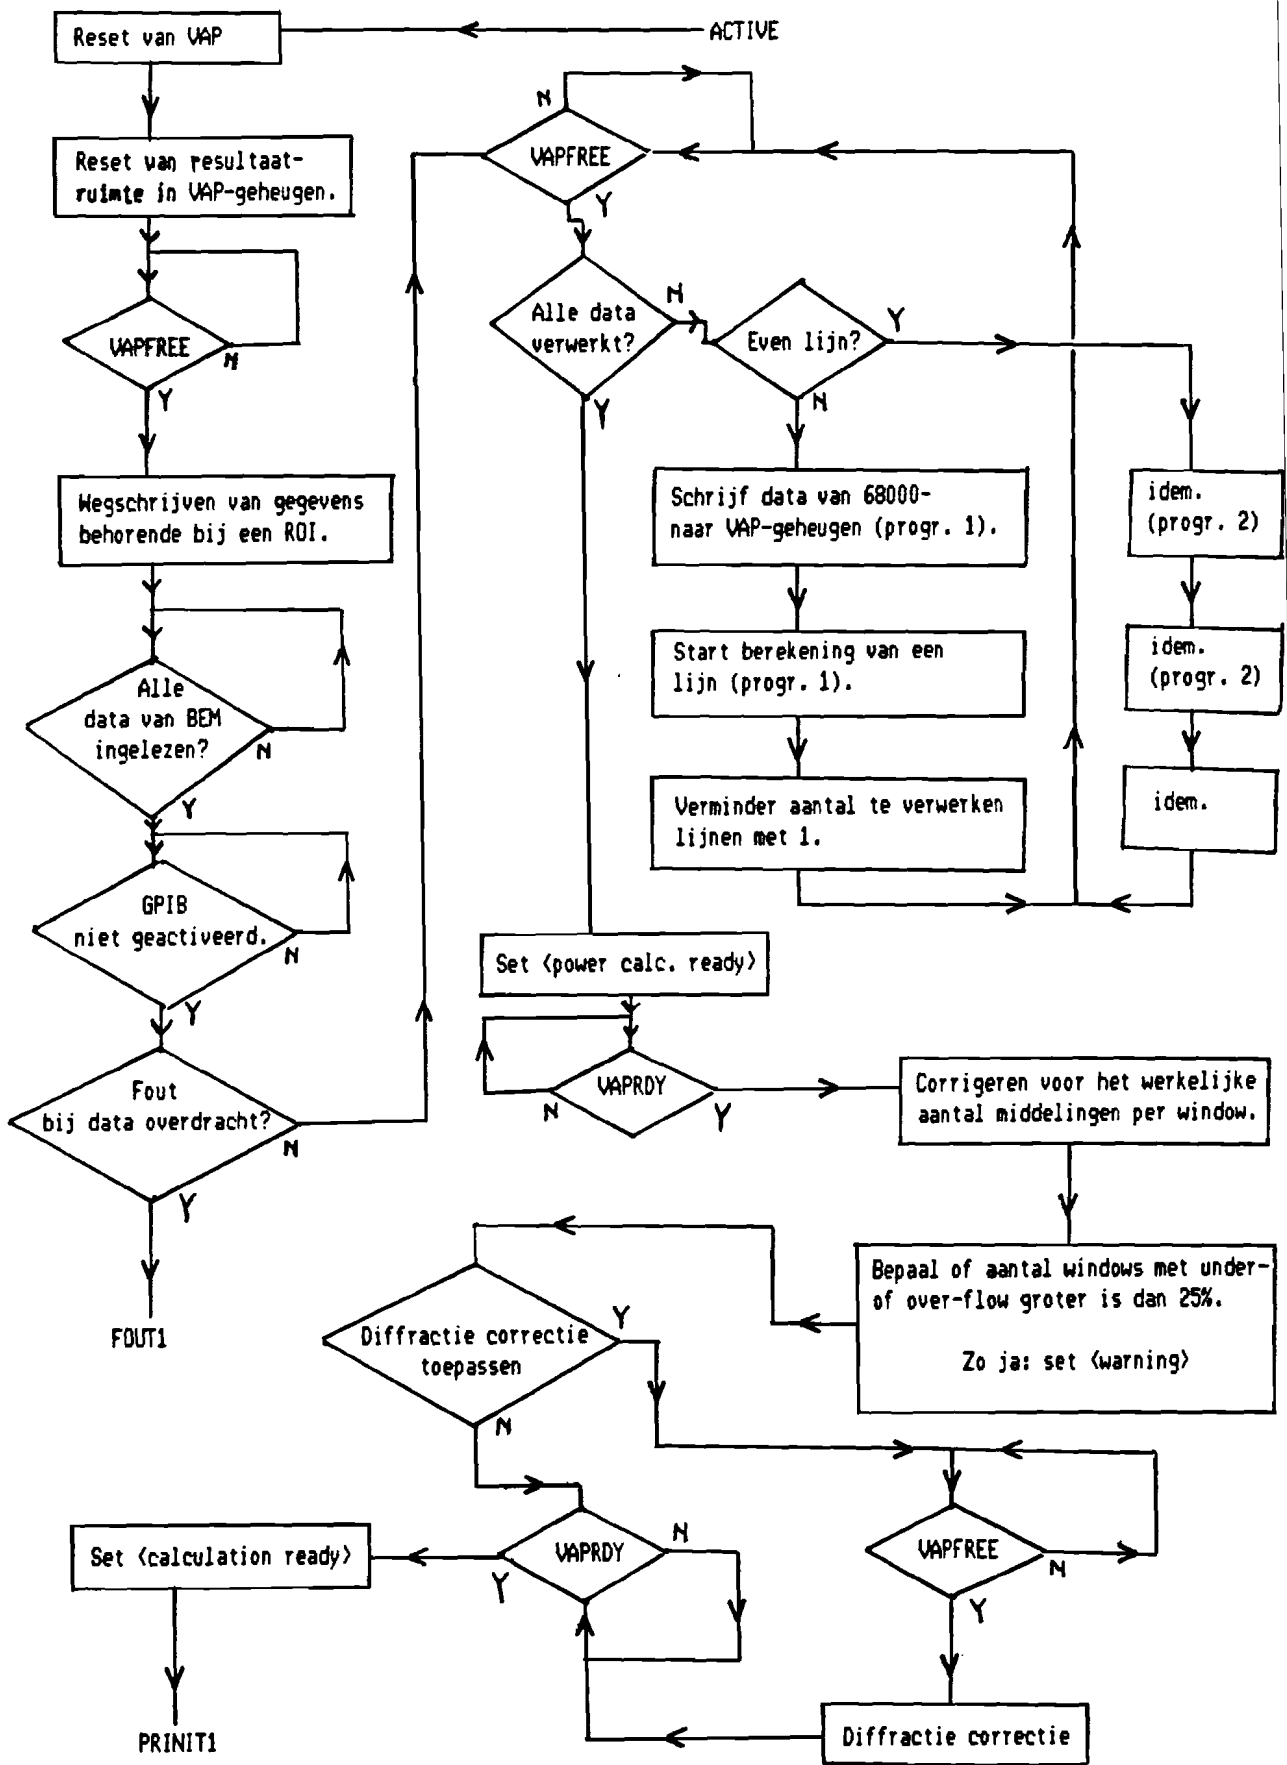 Reset van VAP
ACTIVE
Reset van resultaat-
ruimte in VAP-geheugen.
VAPFREE
N
Y
Wegschrijven van gegevens
behorende bij een ROI.
Alle
data van BEM
ingelezen?
N
Y
GPIB
niet geactiveerd.
N
Y
Fout
bij data overdracht?
N
Y
FOUT1
N
VAPFREE
Y
Alle data
verwerkt?
N
Y
Even lijn?
Y
N
Schrijf data van 68000-
naar VAP-geheugen (progr. 1).
idem.
(progr. 2)
Start berekening van een
lijn (progr. 1).
idem.
(progr. 2)
Verminder aantal te verwerken
lijnen met 1.
idem.
Set <power calc. ready>
VAPRDY
N
Y
Corrigeren voor het werkelijke
aantal middelingen per window.
Bepaal of aantal windows met under-
of over-flow groter is dan 25%.
Zo ja: set <warning>
Diffractie correctie
toepassen
Y
N
VAPFREE
N
Y
Diffractie correctie
VAPRDY
N
Y
Set <calculation ready>
PRINIT1